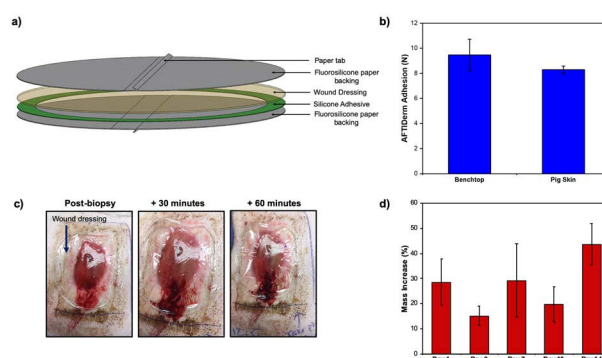 a)
Paper tab
Fluorosilicone paper
backing
Wound Dressing
Silicone Adhesive
Fluorosilicone paper
backing
b)
12
10
8
6
4
2
0
AFTIDerm Adhesion (N)
Benchtop
Pig Skin
c)
Post-biopsy
+ 30 minutes
+ 60 minutes
Wound dressing
d)
60
50
40
30
20
10
0
Mass Increase (%)